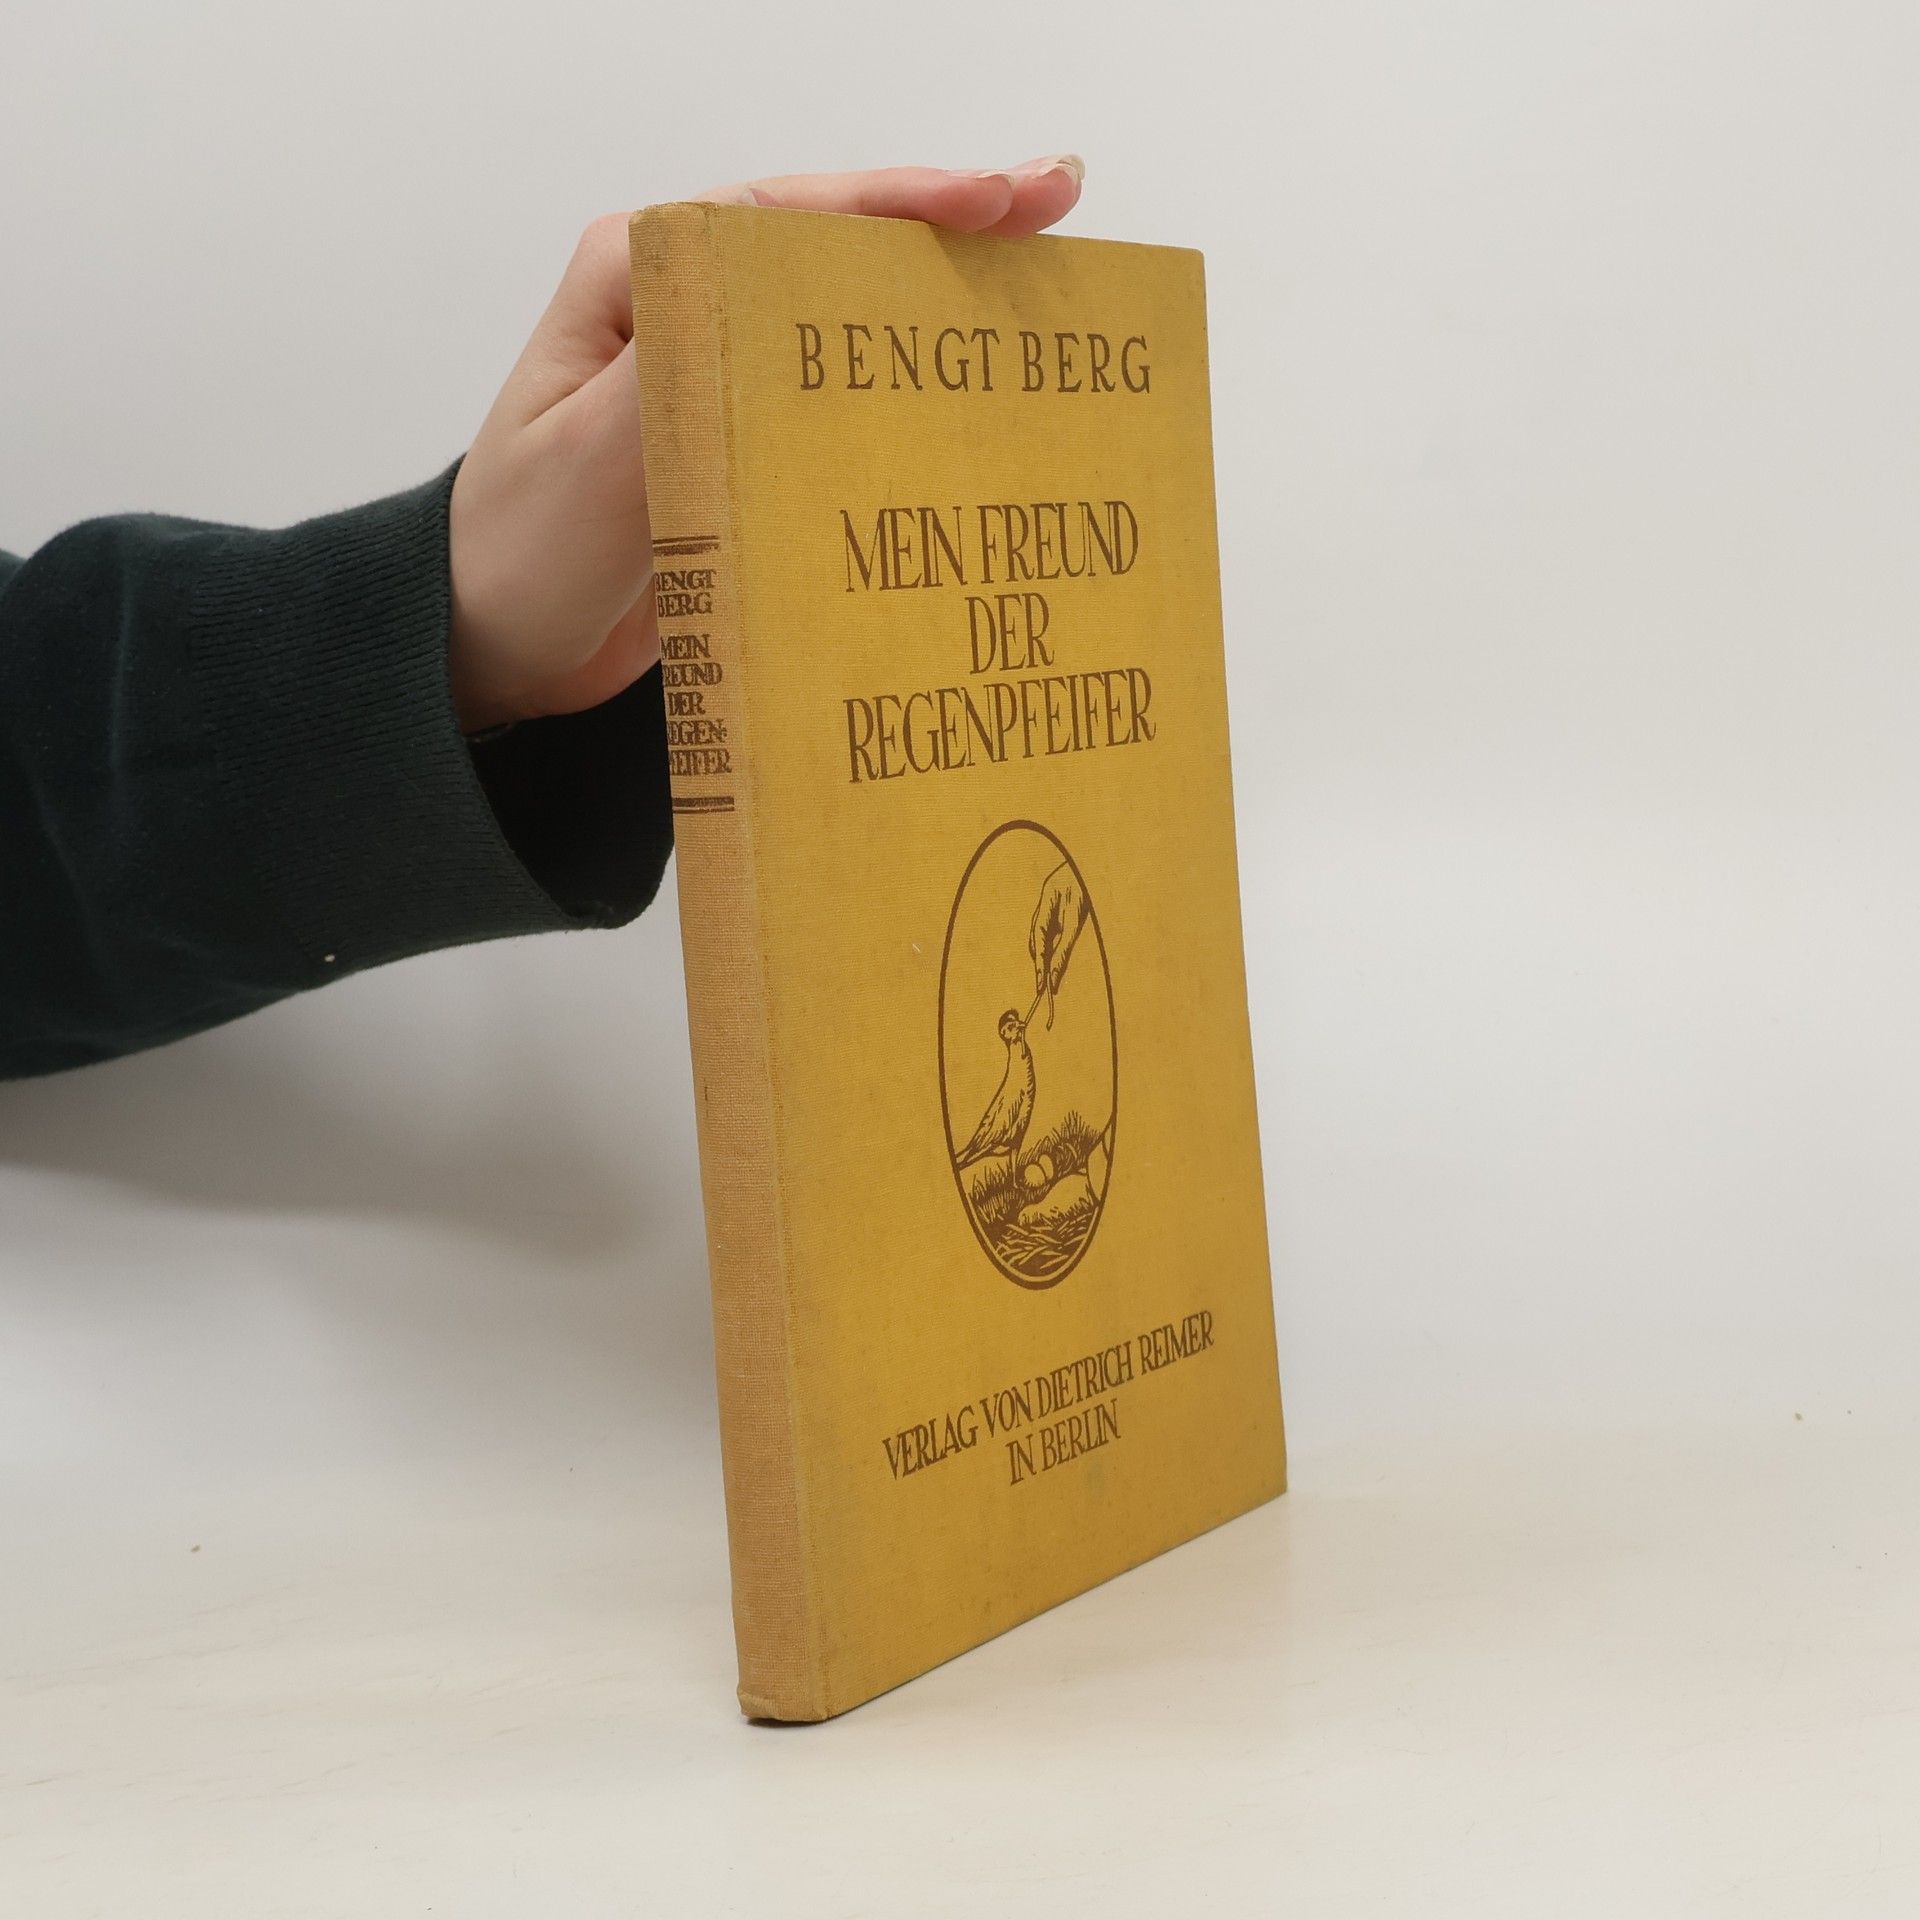 BENGT BERG
MEIN FREUND
DER
REGENPFEIFER
VERLAG VON DIETRICH REIMER
IN BERLIN
BENGT
BERG
MEIN
FREUND
DER
REGEN-
PFEIFER